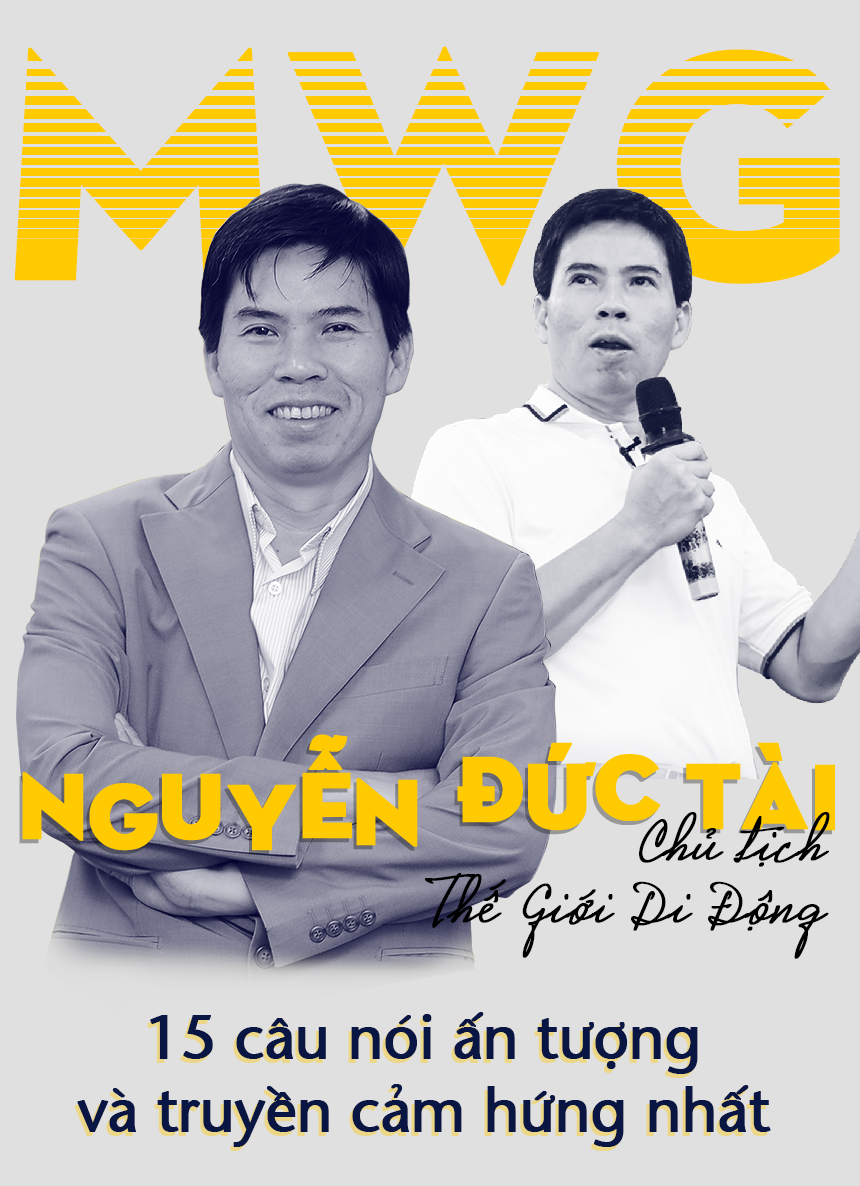 MWG
NGUYỄN ĐỨC TÀI
Chủ tịch
Thế Giới Di Động
15 câu nói ấn tượng
và truyền cảm hứng nhất